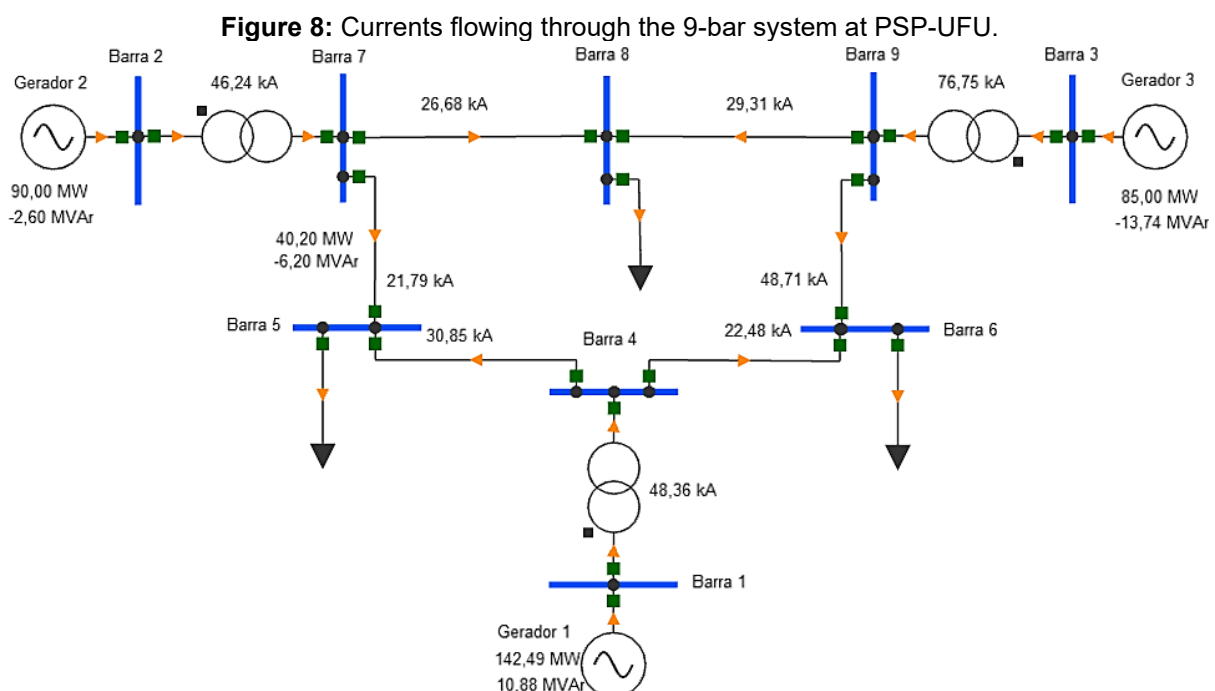 Figure 8: Currents flowing through the 9-bar system at PSP-UFU.
Barra 2
Barra 7
Barra 8
Barra 9
Barra 3
Gerador 2
46,24 kA
26,68 kA
29,31 kA
76,75 kA
Gerador 3
90,00 MW
-2,60 MVAr
85,00 MW
-13,74 MVAr
40,20 MW
-6,20 MVAr
21,79 kA
48,71 kA
Barra 5
30,85 kA
Barra 4
22,48 kA
Barra 6
48,36 kA
Barra 1
Gerador 1
142,49 MW
10,88 MVAr